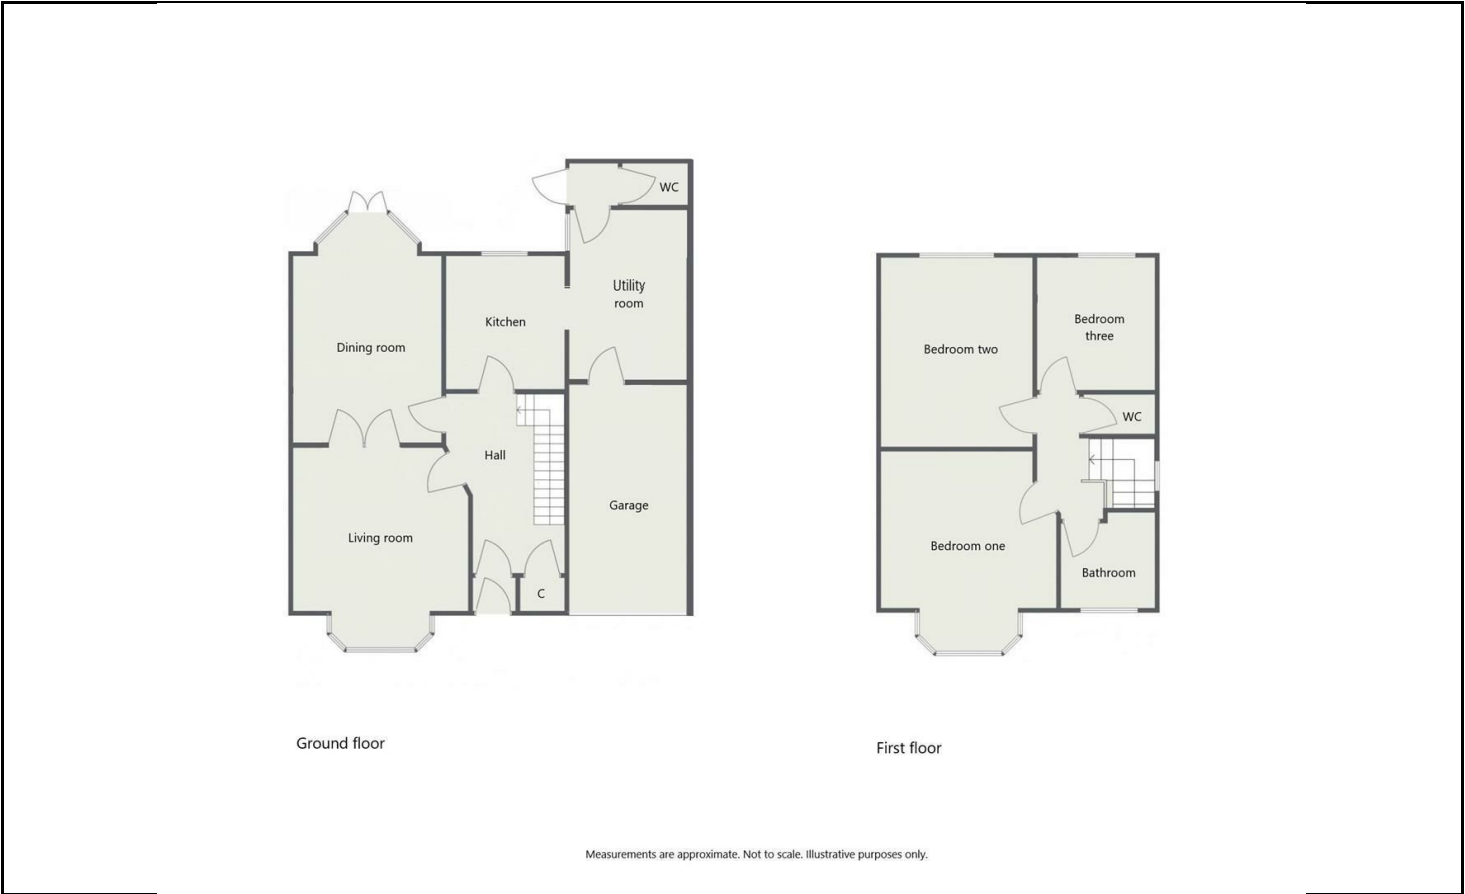 WC
Utility
room
Kitchen
Dining room
Hall
Garage
Living room
C
Ground floor
Bedroom
three
Bedroom two
WC
Bedroom one
Bathroom
First floor
Measurements are approximate. Not to scale. Illustrative purposes only.